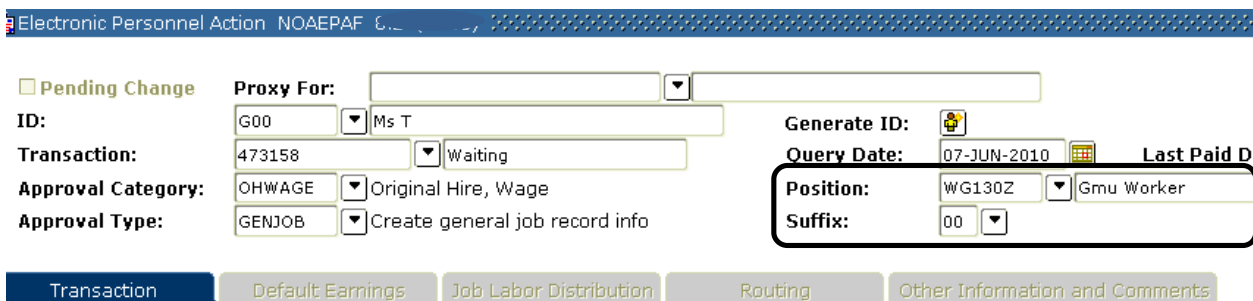 Electronic Personnel Action NOAEPAF
Pending Change Proxy For:
ID: G00 Ms T Generate ID:
Transaction: 473158 Waiting Query Date: 07-JUN-2010 Last Paid D
Approval Category: OHWAGE Original Hire, Wage Position: WG130Z Gmu Worker
Approval Type: GENJOB Create general job record info Suffix: 00
Transaction Default Earnings Job Labor Distribution Routing Other Information and Comments